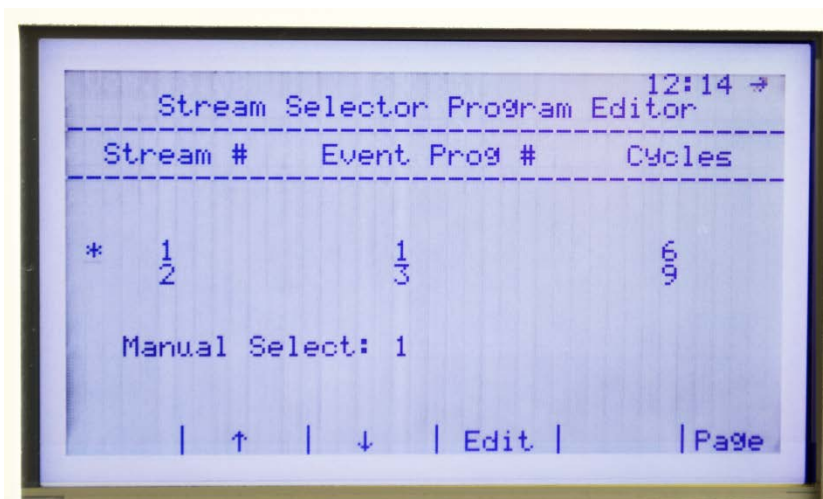 12:14 →
Stream Selector Program Editor
Stream # Event Prog # Cycles
* 1 1 6
2 3 9
Manual Select: 1
| ↑ | ↓ | Edit | |Page